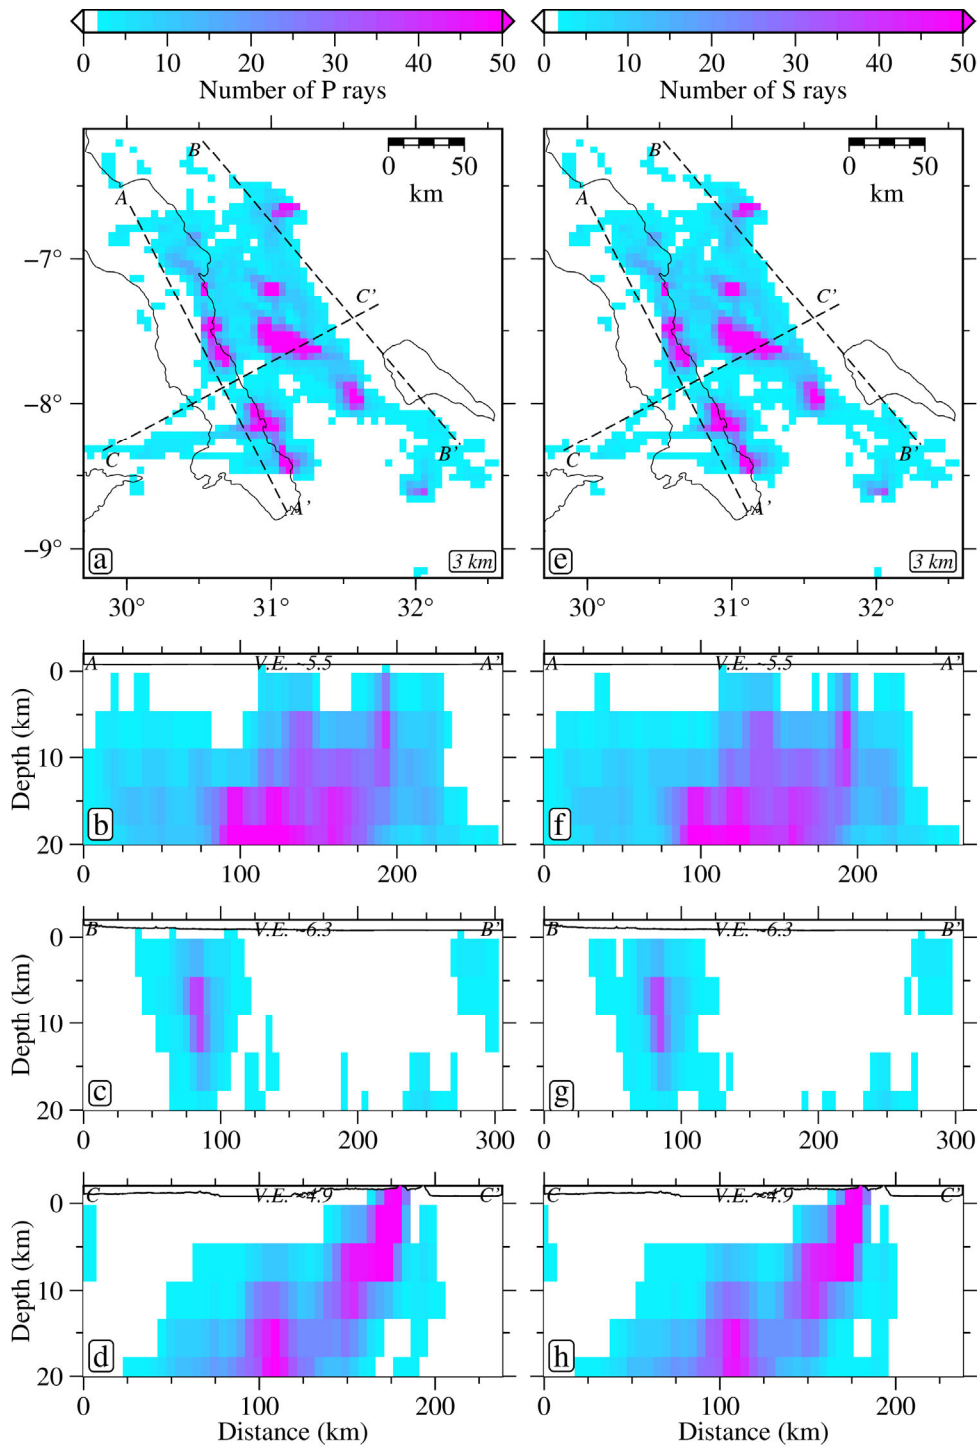 0 10 20 30 40 50 0 10 20 30 40 50
Number of P rays Number of S rays
B 0 50 B 0 50
km km
A A
−7°
C' C'
−8°
C B' C B'
A' A'
−9° a 3 km e 3 km
30° 31° 32° 30° 31° 32°
A V.E. ~5.5 A' A V.E. ~5.5 A'
0
10
Depth (km)
b f
20
0 100 200 0 100 200
B V.E. ~6.3 B' B V.E. ~6.3 B'
0
10
Depth (km)
c g
20
0 100 200 300 0 100 200 300
C V.E. ~4.9 C' C V.E. ~4.9 C'
0
10
Depth (km)
d h
20
0 100 200 0 100 200
Distance (km) Distance (km)